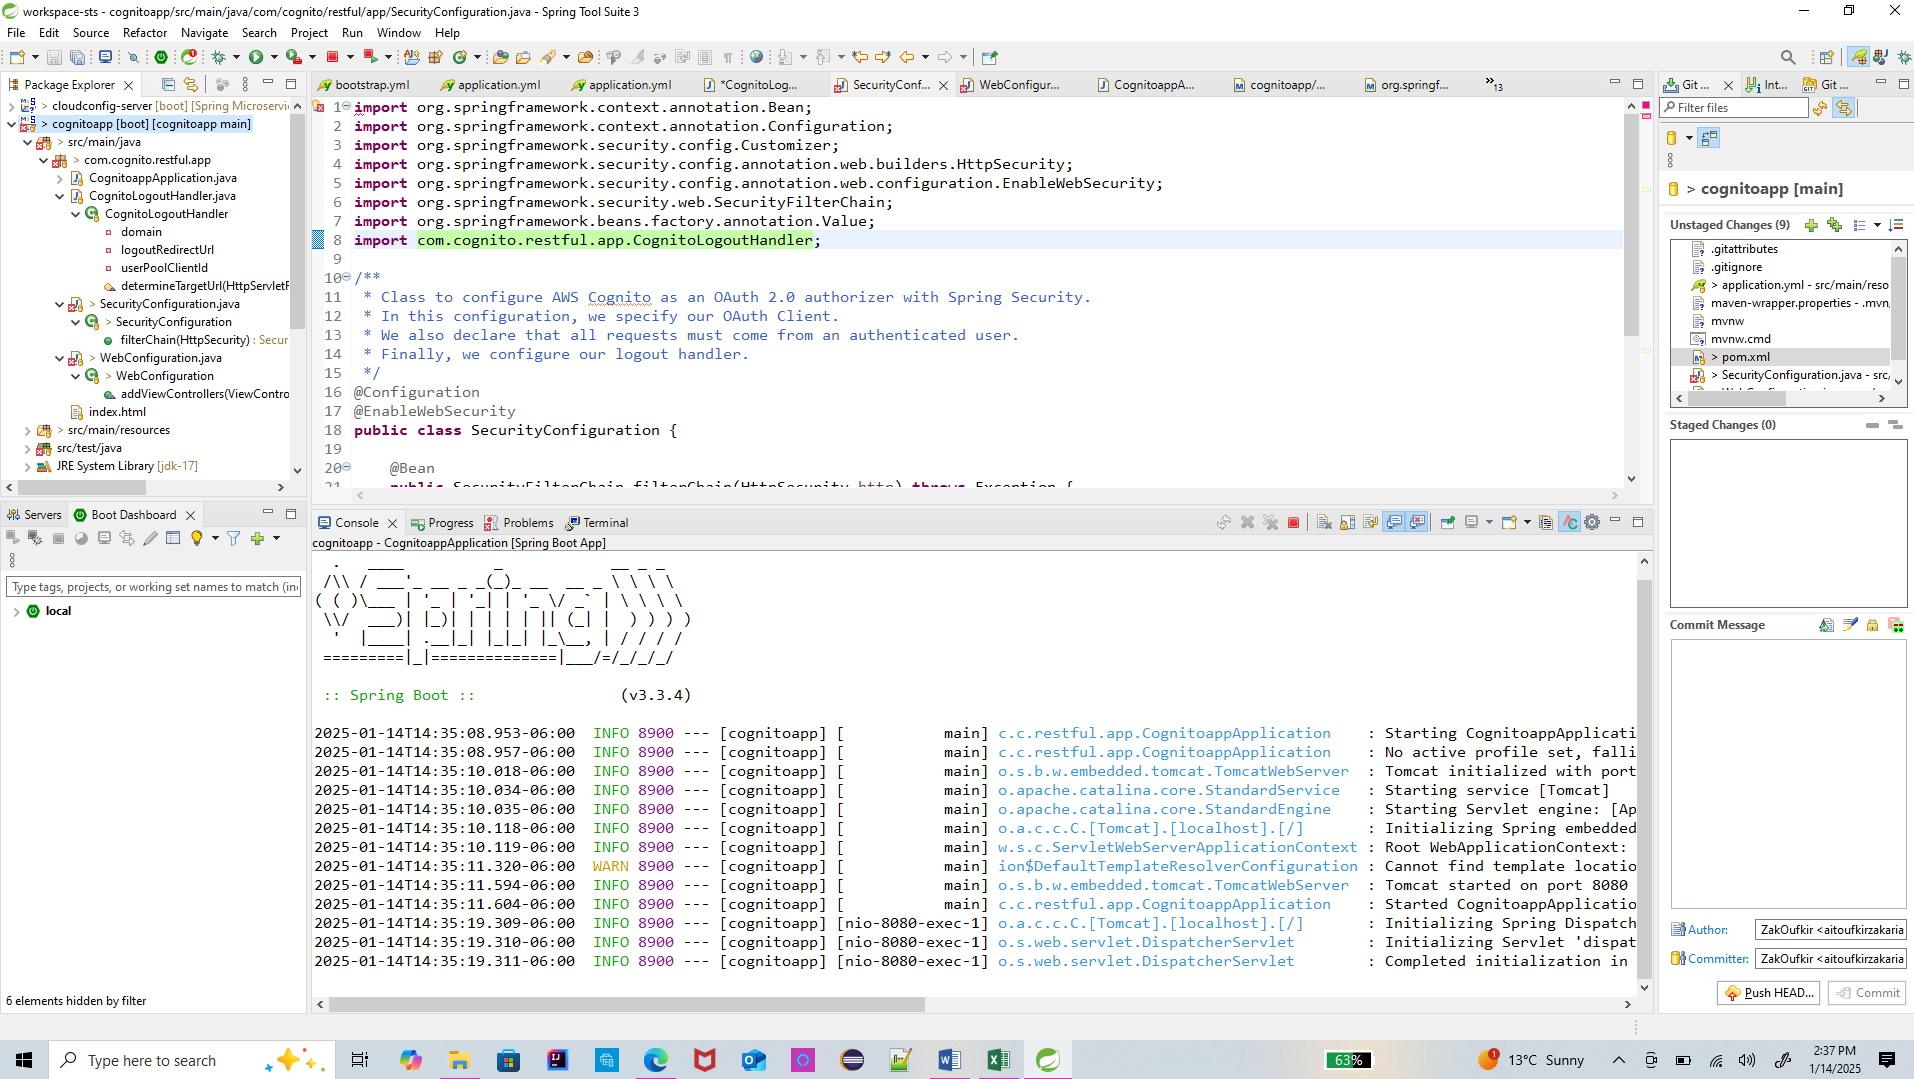 workspace-sts - cognitoapp/src/main/java/com/cognito/restful/app/SecurityConfiguration.java - Spring Tool Suite 3
File Edit Source Refactor Navigate Search Project Run Window Help
Package Explorer
> cloudconfig-server [boot] [Spring Microservic
> cognitoapp [boot] [cognitoapp main]
> src/main/java
> com.cognito.restful.app
CognitoappApplication.java
CognitoLogoutHandler.java
CognitoLogoutHandler
domain
logoutRedirectUrl
userPoolClientId
determineTargetUrl(HttpServletR
> SecurityConfiguration.java
> SecurityConfiguration
filterChain(HttpSecurity) : Secur
> WebConfiguration.java
> WebConfiguration
addViewControllers(ViewContro
index.html
> src/main/resources
src/test/java
JRE System Library [jdk-17]
Servers
Boot Dashboard
Type tags, projects, or working set names to match (in
local
6 elements hidden by filter
bootstrap.yml application.yml application.yml *CognitoLog... SecurityConf... WebConfigur... CognitoappA... cognitoapp/... org.springf... »13
1 import org.springframework.context.annotation.Bean;
2 import org.springframework.context.annotation.Configuration;
3 import org.springframework.security.config.Customizer;
4 import org.springframework.security.config.annotation.web.builders.HttpSecurity;
5 import org.springframework.security.config.annotation.web.configuration.EnableWebSecurity;
6 import org.springframework.security.web.SecurityFilterChain;
7 import org.springframework.beans.factory.annotation.Value;
8 import com.cognito.restful.app.CognitoLogoutHandler;
9
10 /**
11 * Class to configure AWS Cognito as an OAuth 2.0 authorizer with Spring Security.
12 * In this configuration, we specify our OAuth Client.
13 * We also declare that all requests must come from an authenticated user.
14 * Finally, we configure our logout handler.
15 */
16 @Configuration
17 @EnableWebSecurity
18 public class SecurityConfiguration {
19
20 @Bean
21 public SecurityFilterChain filterChain(HttpSecurity http) throws Exception {
Console Progress Problems Terminal
cognitoapp - CognitoappApplication [Spring Boot App]
:: Spring Boot :: (v3.3.4)
2025-01-14T14:35:08.953-06:00 INFO 8900 --- [cognitoapp] [ main] c.c.restful.app.CognitoappApplication : Starting CognitoappApplicati
2025-01-14T14:35:08.957-06:00 INFO 8900 --- [cognitoapp] [ main] c.c.restful.app.CognitoappApplication : No active profile set, falli
2025-01-14T14:35:10.018-06:00 INFO 8900 --- [cognitoapp] [ main] o.s.b.w.embedded.tomcat.TomcatWebServer : Tomcat initialized with port
2025-01-14T14:35:10.034-06:00 INFO 8900 --- [cognitoapp] [ main] o.apache.catalina.core.StandardService : Starting service [Tomcat]
2025-01-14T14:35:10.035-06:00 INFO 8900 --- [cognitoapp] [ main] o.apache.catalina.core.StandardEngine : Starting Servlet engine: [Ap
2025-01-14T14:35:10.118-06:00 INFO 8900 --- [cognitoapp] [ main] o.a.c.c.C.[Tomcat].[localhost].[/] : Initializing Spring embedded
2025-01-14T14:35:10.119-06:00 INFO 8900 --- [cognitoapp] [ main] w.s.c.ServletWebServerApplicationContext : Root WebApplicationContext:
2025-01-14T14:35:11.320-06:00 WARN 8900 --- [cognitoapp] [ main] ion$DefaultTemplateResolverConfiguration : Cannot find template locatio
2025-01-14T14:35:11.594-06:00 INFO 8900 --- [cognitoapp] [ main] o.s.b.w.embedded.tomcat.TomcatWebServer : Tomcat started on port 8080
2025-01-14T14:35:11.604-06:00 INFO 8900 --- [cognitoapp] [ main] c.c.restful.app.CognitoappApplication : Started CognitoappApplicatio
2025-01-14T14:35:19.309-06:00 INFO 8900 --- [cognitoapp] [nio-8080-exec-1] o.a.c.c.C.[Tomcat].[localhost].[/] : Initializing Spring Dispatch
2025-01-14T14:35:19.310-06:00 INFO 8900 --- [cognitoapp] [nio-8080-exec-1] o.s.web.servlet.DispatcherServlet : Initializing Servlet 'dispat
2025-01-14T14:35:19.311-06:00 INFO 8900 --- [cognitoapp] [nio-8080-exec-1] o.s.web.servlet.DispatcherServlet : Completed initialization in
Git ... Int... Git ...
Filter files
> cognitoapp [main]
Unstaged Changes (9)
.gitattributes
.gitignore
> application.yml - src/main/reso
maven-wrapper.properties - .mvn,
mvnw
mvnw.cmd
> pom.xml
> SecurityConfiguration.java - src/
Staged Changes (0)
Commit Message
Author: ZakOufkir <aitoufkirzakaria
Committer: ZakOufkir <aitoufkirzakaria
Push HEAD... Commit
Type here to search
63%
1
13°C Sunny
2:37 PM
1/14/2025